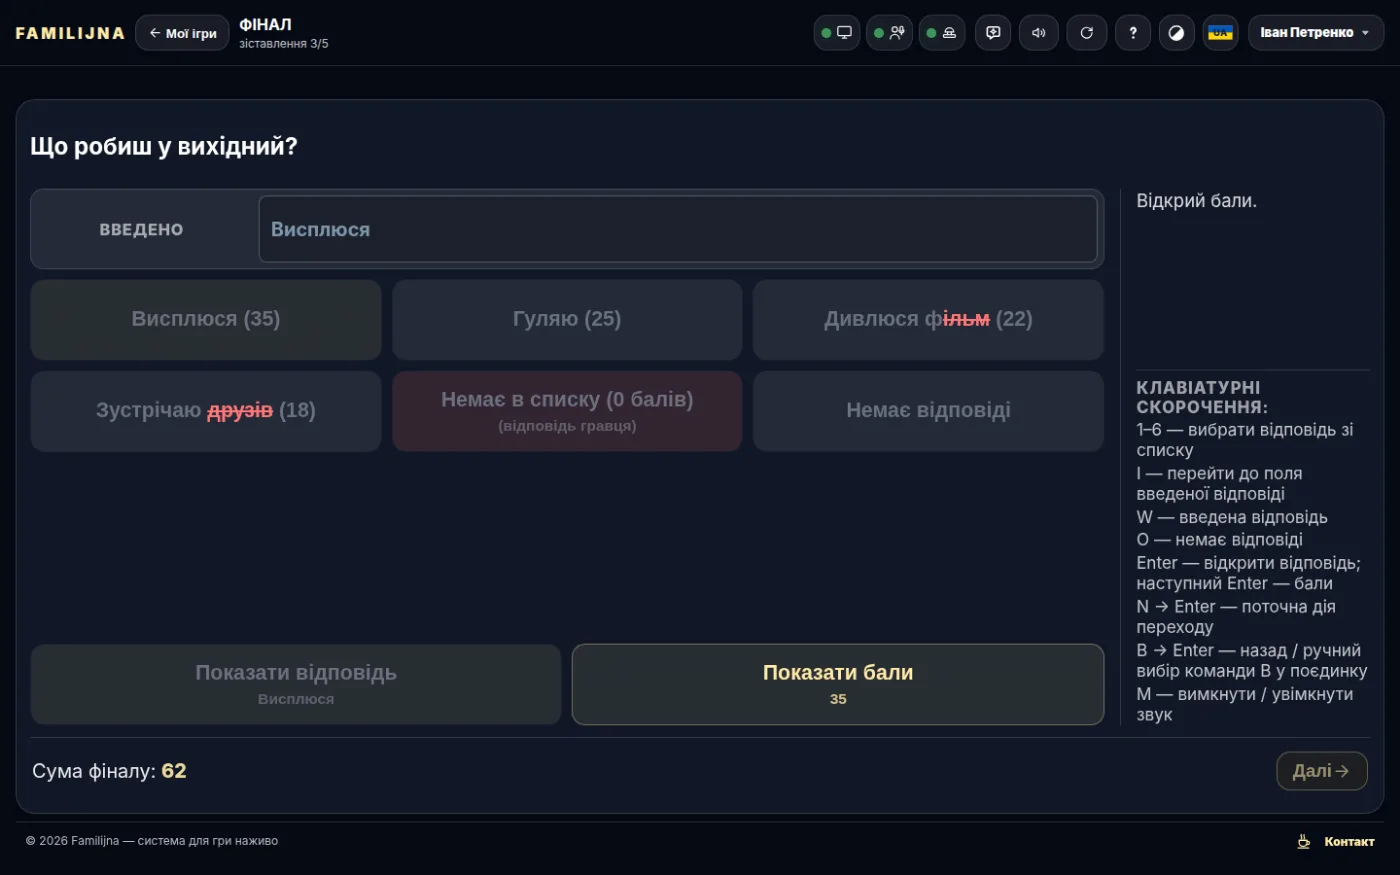 FAMILIJNA
← Мої ігри
ФІНАЛ
зіставлення 3/5
?
UA
Іван Петренко
Що робиш у вихідний?
ВВЕДЕНО
Висплюся
Висплюся (35)
Гуляю (25)
Дивлюся фільм (22)
Зустрічаю друзів (18)
Немає в списку (0 балів)
(відповідь гравця)
Немає відповіді
Показати відповідь
Висплюся
Показати бали
35
Відкрий бали.
КЛАВІАТУРНІ
СКОРОЧЕННЯ:
1–6 — вибрати відповідь зі
списку
I — перейти до поля
введеної відповіді
W — введена відповідь
O — немає відповіді
Enter — відкрити відповідь;
наступний Enter — бали
N → Enter — поточна дія
переходу
B → Enter — назад / ручний
вибір команди B у поєдинку
M — вимкнути / увімкнути
звук
Сума фіналу: 62
Далі →
© 2026 Familijna — система для гри наживо
Контакт